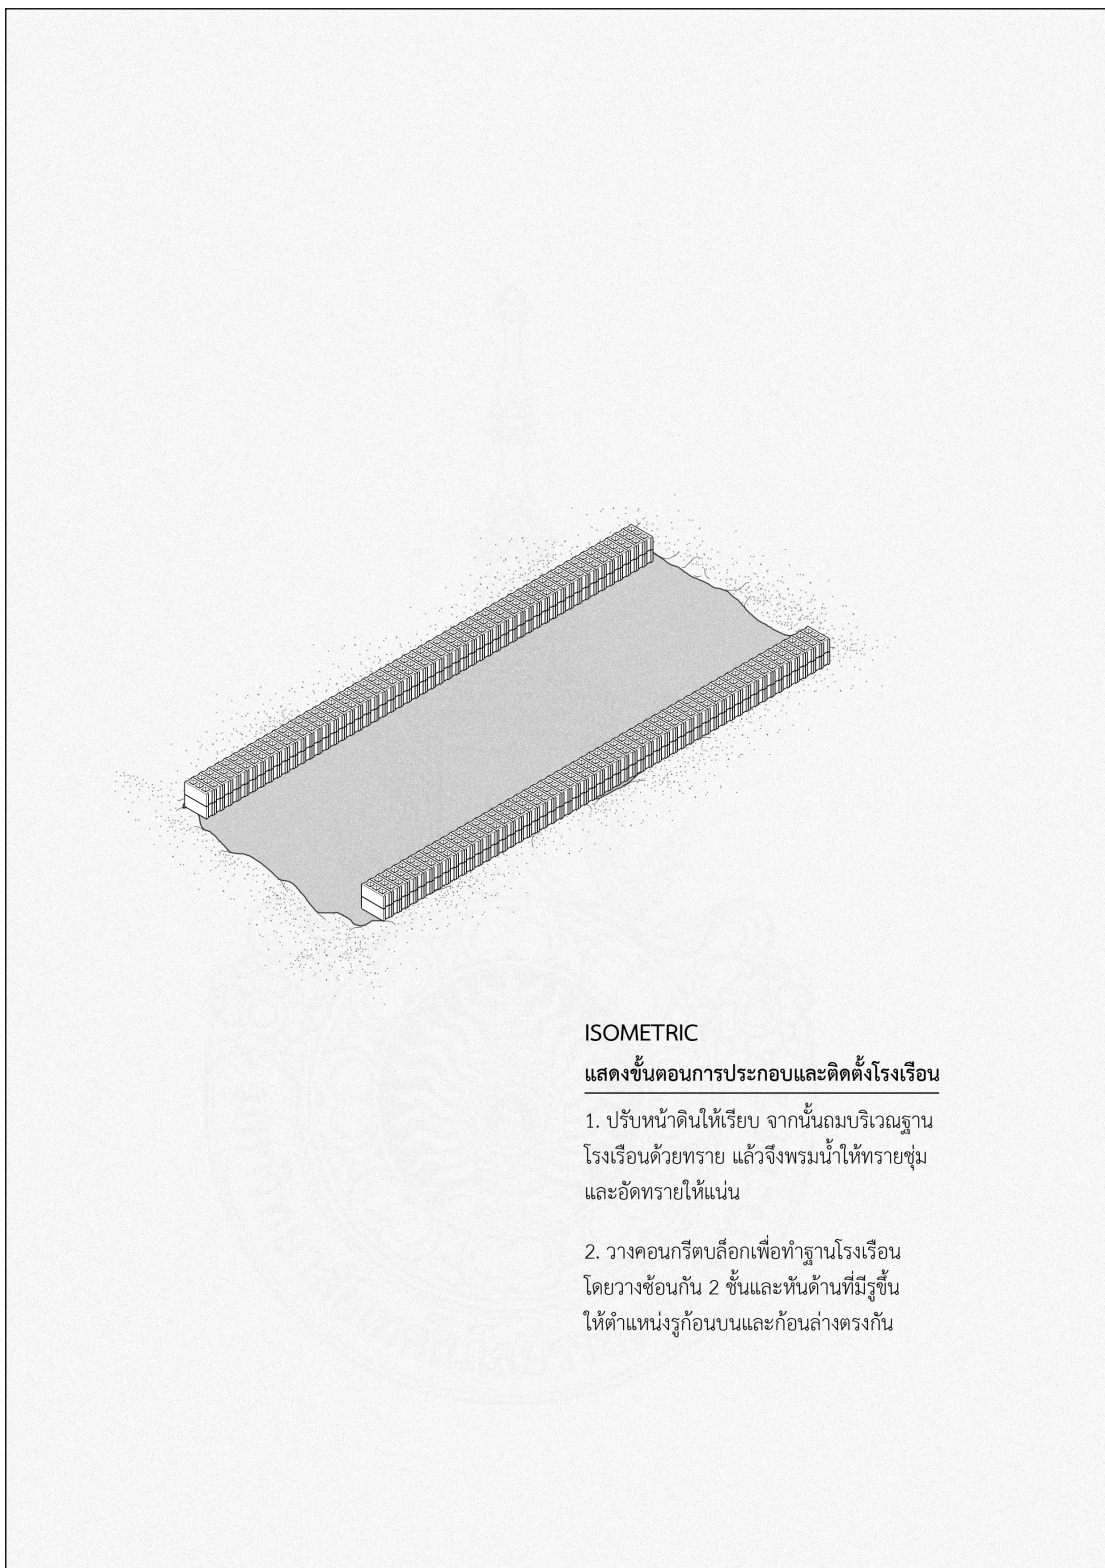 ISOMETRIC
แสดงขั้นตอนการประกอบและติดตั้งโรงเรือน
1. ปรับหน้าดินให้เรียบ จากนั้นถมบริเวณฐาน
โรงเรือนด้วยทราย แล้วจึงพรมน้ำให้ทรายชุ่ม
และอัดทรายให้แน่น
2. วางคอนกรีตบล็อกเพื่อทำฐานโรงเรือน
โดยวางซ้อนกัน 2 ชั้นและหันด้านที่มีรูขึ้น
ให้ตำแหน่งรูก้อนบนและก้อนล่างตรงกัน